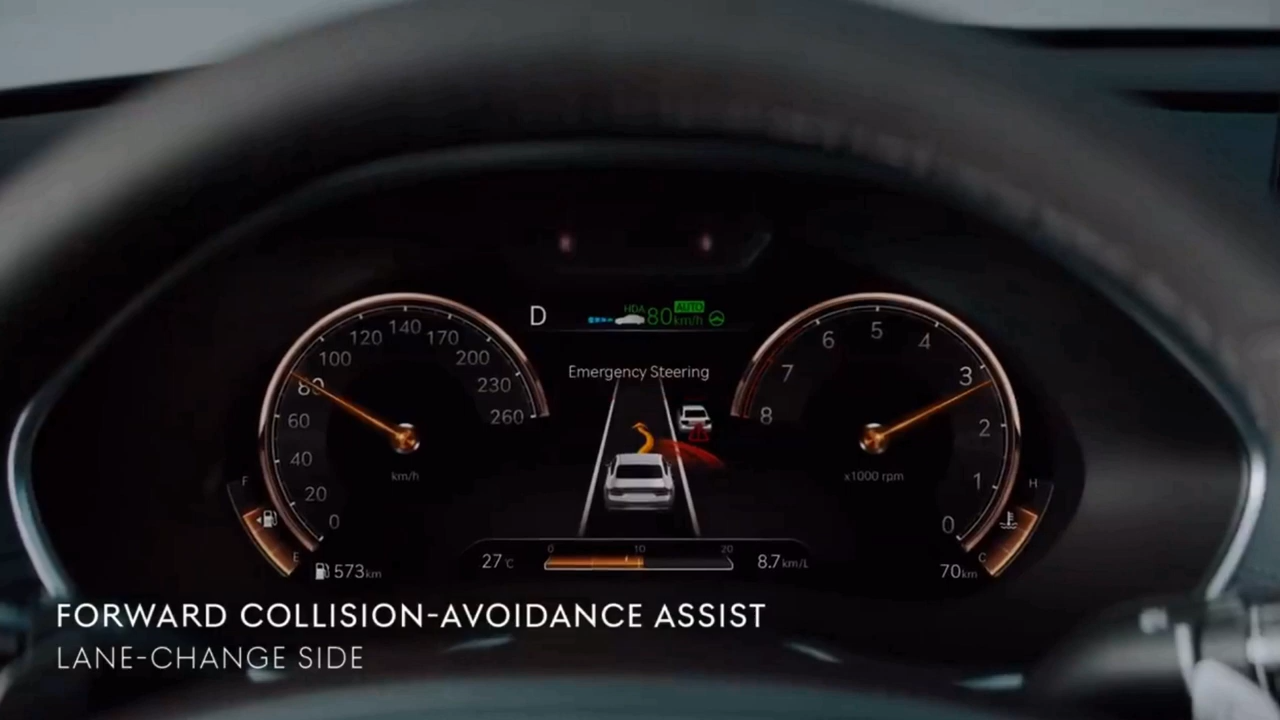 D
HDA
80 km/h
AUTO
Emergency Steering
0
20
40
60
80
100
120
140
170
200
230
260
km/h
8
7
6
5
4
3
2
1
0
x1000 rpm
F
E
H
C
573km
27°C
0
10
20
8.7km/L
70km
FORWARD COLLISION-AVOIDANCE ASSIST
LANE-CHANGE SIDE